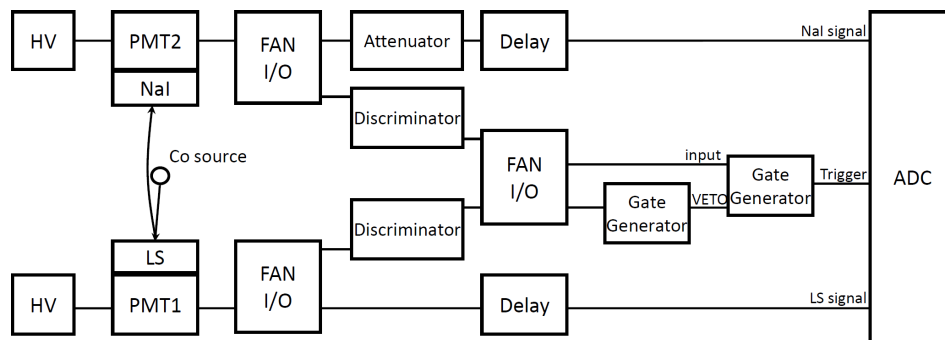 HV
PMT2
FAN
I/O
Attenuator
Delay
NaI signal
NaI
Discriminator
Co source
FAN
I/O
input
Gate
Generator
Trigger
ADC
Gate
Generator
VETO
Discriminator
LS
HV
PMT1
FAN
I/O
Delay
LS signal